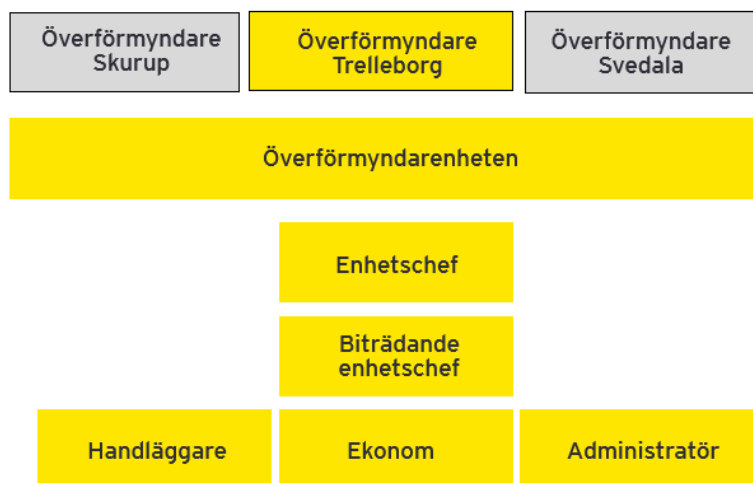 Överförmyndare
Skurup
Överförmyndare
Trelleborg
Överförmyndare
Svedala
Överförmyndarenheten
Enhetschef
Biträdande
enhetschef
Handläggare
Ekonom
Administratör